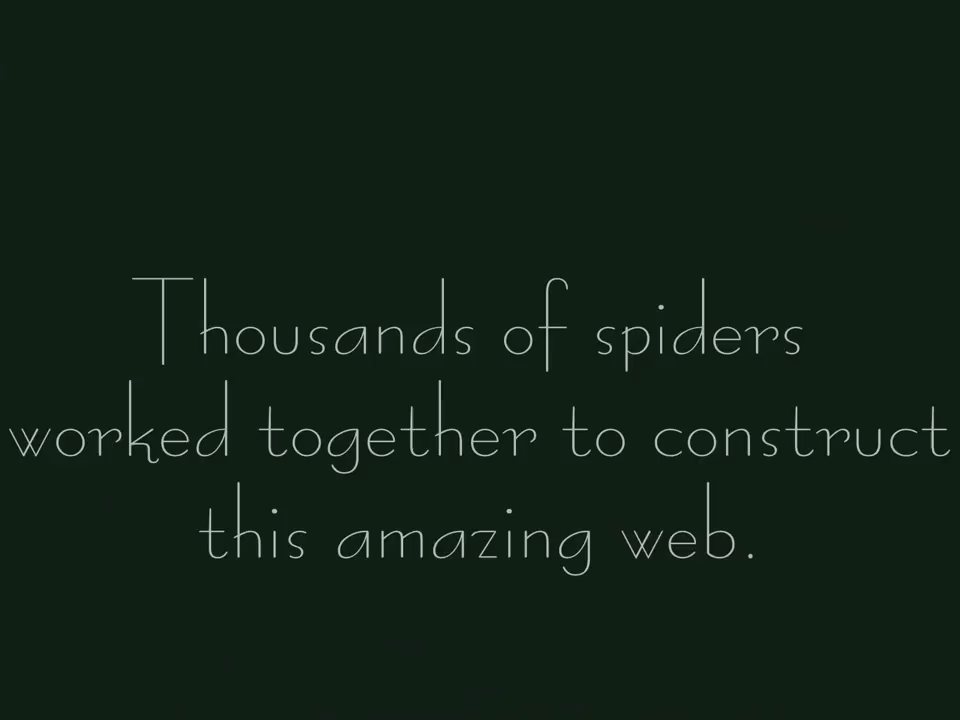 Thousands of spiders
worked together to construct
this amazing web.